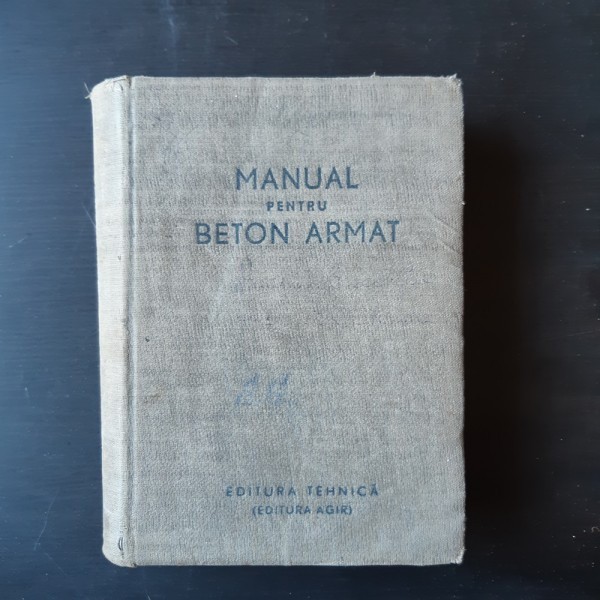 MANUAL
PENTRU
BETON ARMAT
EDITURA TEHNICĂ
(EDITURA AGIR)